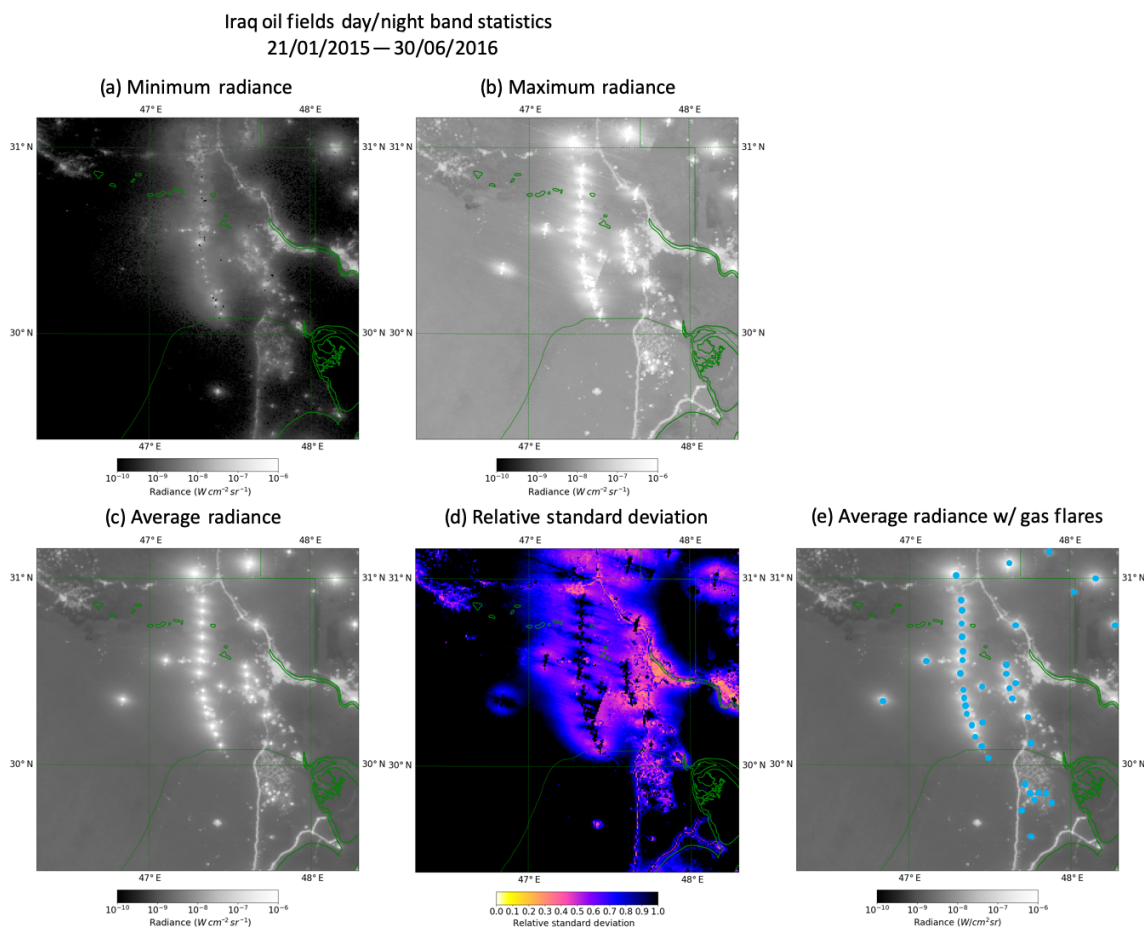 Iraq oil fields day/night band statistics
21/01/2015 — 30/06/2016
(a) Minimum radiance
(b) Maximum radiance
47° E
48° E
47° E
48° E
31° N
31° N
30° N
30° N
30° N
47° E
48° E
47° E
48° E
10⁻¹⁰ 10⁻⁹ 10⁻⁸ 10⁻⁷ 10⁻⁶
Radiance (W cm⁻² sr⁻¹)
10⁻¹⁰ 10⁻⁹ 10⁻⁸ 10⁻⁷ 10⁻⁶
Radiance (W cm⁻² sr⁻¹)
(c) Average radiance
(d) Relative standard deviation
(e) Average radiance w/ gas flares
47° E
48° E
47° E
48° E
47° E
48° E
31° N
31° N
31° N
31° N
30° N
30° N
30° N
30° N
47° E
48° E
47° E
48° E
47° E
48° E
10⁻¹⁰ 10⁻⁹ 10⁻⁸ 10⁻⁷ 10⁻⁶
Radiance (W cm⁻² sr⁻¹)
0.0 0.1 0.2 0.3 0.4 0.5 0.6 0.7 0.8 0.9 1.0
Relative standard deviation
10⁻¹⁰ 10⁻⁹ 10⁻⁸ 10⁻⁷ 10⁻⁶
Radiance (W/cm²sr)